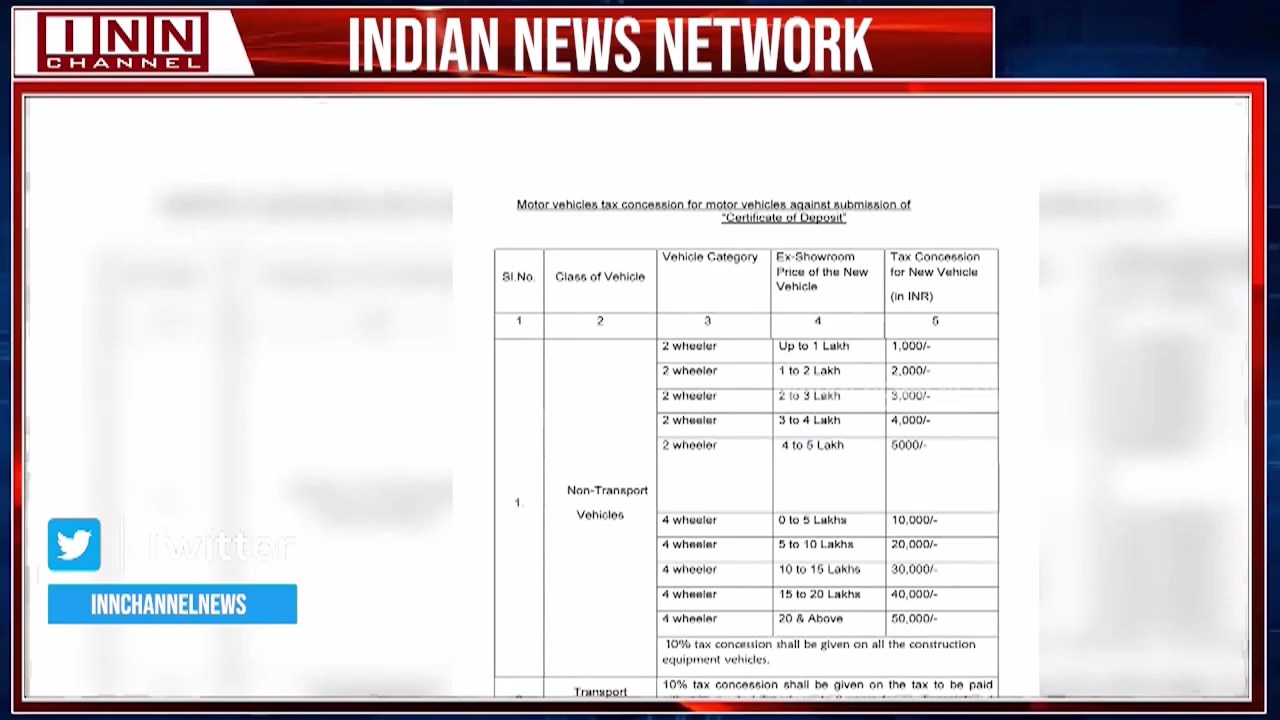 INN
CHANNEL
INDIAN NEWS NETWORK
Motor vehicles tax concession for motor vehicles against submission of
"Certificate of Deposit"
Sl.No. Class of Vehicle Vehicle Category Ex-Showroom Price of the New Vehicle Tax Concession for New Vehicle (in INR)
1 2 3 4 5
2 wheeler Up to 1 Lakh 1,000/-
2 wheeler 1 to 2 Lakh 2,000/-
2 wheeler 2 to 3 Lakh 3,000/-
2 wheeler 3 to 4 Lakh 4,000/-
2 wheeler 4 to 5 Lakh 5000/-
1. Non-Transport Vehicles
4 wheeler 0 to 5 Lakhs 10,000/-
4 wheeler 5 to 10 Lakhs 20,000/-
4 wheeler 10 to 15 Lakhs 30,000/-
4 wheeler 15 to 20 Lakhs 40,000/-
4 wheeler 20 & Above 50,000/-
10% tax concession shall be given on all the construction
equipment vehicles.
Transport 10% tax concession shall be given on the tax to be paid
Twitter
INNCHANNELNEWS